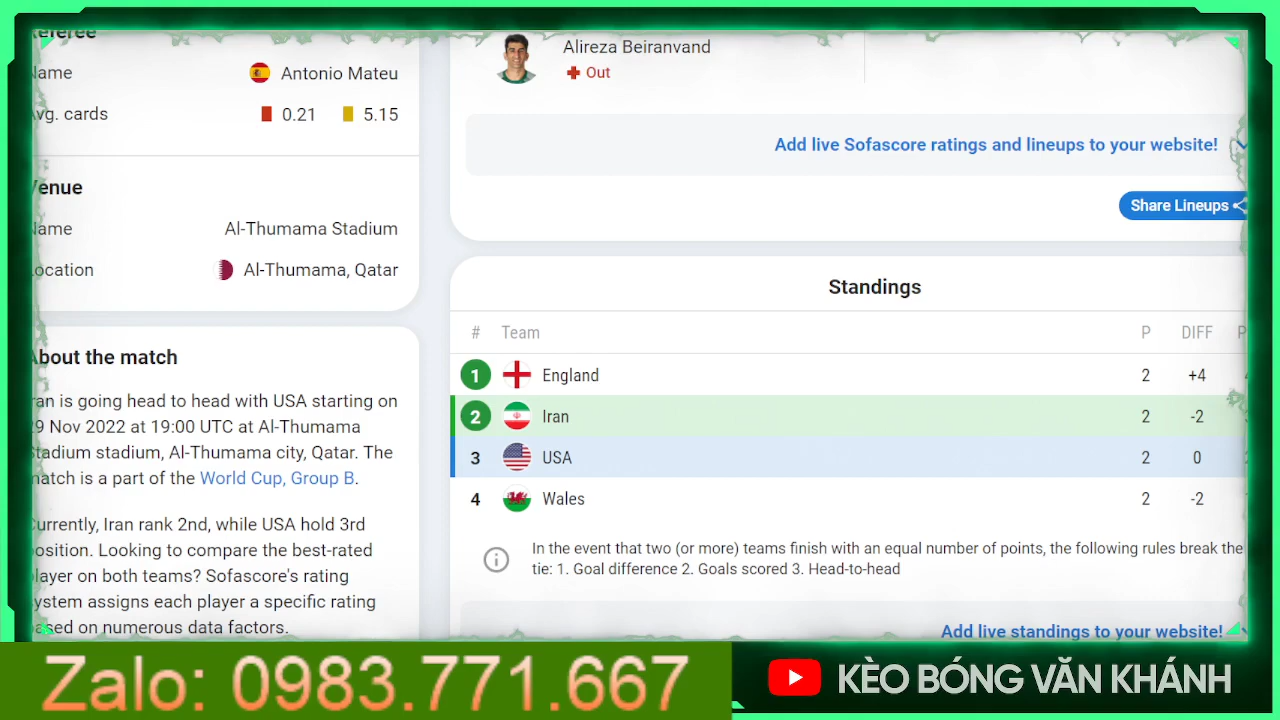 Referee
Name
Antonio Mateu
Avg. cards
0.21
5.15
Venue
Name
Al-Thumama Stadium
Location
Al-Thumama, Qatar
About the match
Iran is going head to head with USA starting on
29 Nov 2022 at 19:00 UTC at Al-Thumama
Stadium stadium, Al-Thumama city, Qatar. The
match is a part of the World Cup, Group B.
Currently, Iran rank 2nd, while USA hold 3rd
position. Looking to compare the best-rated
player on both teams? Sofascore's rating
system assigns each player a specific rating
based on numerous data factors.
Alireza Beiranvand
Out
Add live Sofascore ratings and lineups to your website!
Share Lineups
Standings
# Team P DIFF
1 England 2 +4
2 Iran 2 -2
3 USA 2 0
4 Wales 2 -2
In the event that two (or more) teams finish with an equal number of points, the following rules break the
tie: 1. Goal difference 2. Goals scored 3. Head-to-head
Add live standings to your website!
Zalo: 0983.771.667
KÈO BÓNG VĂN KHÁNH